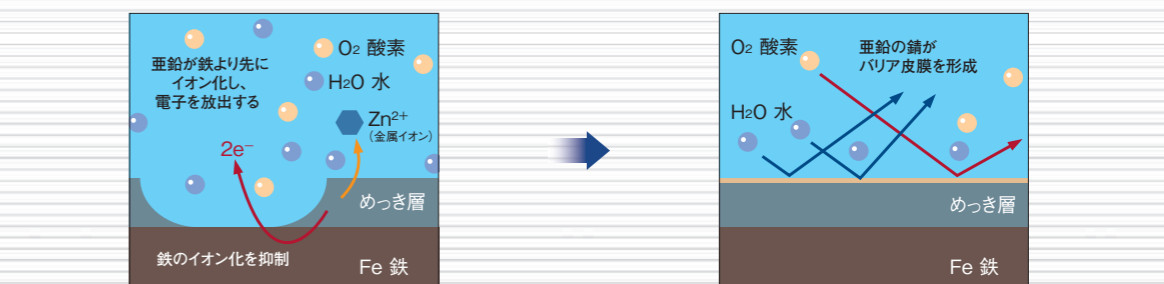 亜鉛が鉄より先に
イオン化し、
電子を放出する
O2 酸素
H2O 水
Zn2+
（金属イオン）
2e−
めっき層
鉄のイオン化を抑制
Fe 鉄
O2 酸素
亜鉛の錆が
バリア皮膜を形成
H2O 水
めっき層
Fe 鉄